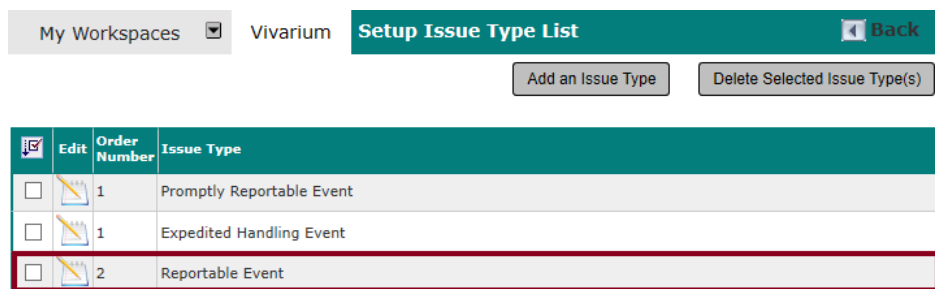 My Workspaces Vivarium Setup Issue Type List Back
Add an Issue Type Delete Selected Issue Type(s)
Edit Order Number Issue Type
1 Promptly Reportable Event
1 Expedited Handling Event
2 Reportable Event